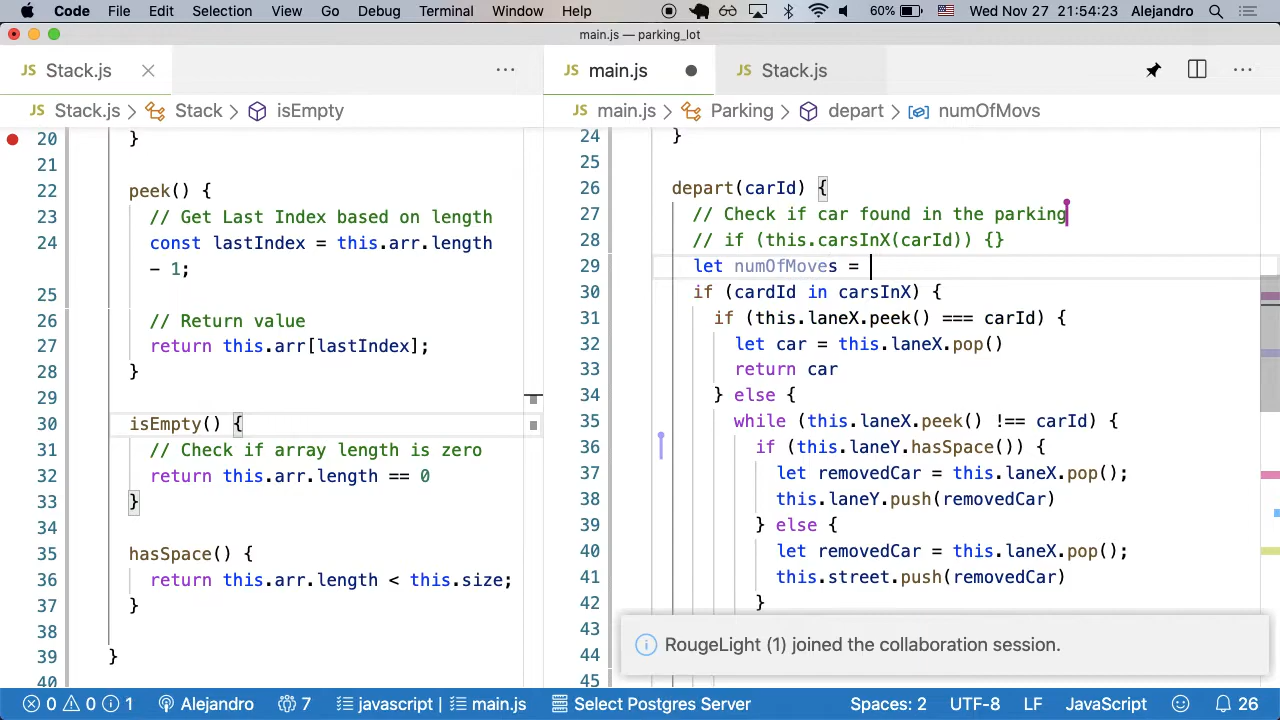 Code File Edit Selection View Go Debug Terminal Window Help 60% Wed Nov 27 21:54:23 Alejandro
main.js — parking_lot
JS Stack.js
JS main.js JS Stack.js
JS Stack.js > Stack > isEmpty
JS main.js > Parking > depart > numOfMovs
20 }
21
22 peek() {
23 // Get Last Index based on length
24 const lastIndex = this.arr.length
- 1;
25
26 // Return value
27 return this.arr[lastIndex];
28 }
29
30 isEmpty() {
31 // Check if array length is zero
32 return this.arr.length == 0
33 }
34
35 hasSpace() {
36 return this.arr.length < this.size;
37 }
38
39 }
40
24 }
25
26 depart(carId) {
27 // Check if car found in the parking
28 // if (this.carsInX(carId)) {}
29 let numOfMoves =
30 if (cardId in carsInX) {
31 if (this.laneX.peek() === carId) {
32 let car = this.laneX.pop()
33 return car
34 } else {
35 while (this.laneX.peek() !== carId) {
36 if (this.laneY.hasSpace()) {
37 let removedCar = this.laneX.pop();
38 this.laneY.push(removedCar)
39 } else {
40 let removedCar = this.laneX.pop();
41 this.street.push(removedCar)
42 }
43
44
45
RougeLight (1) joined the collaboration session.
0 0 1 Alejandro 7 javascript | main.js Select Postgres Server Spaces: 2 UTF-8 LF JavaScript 26